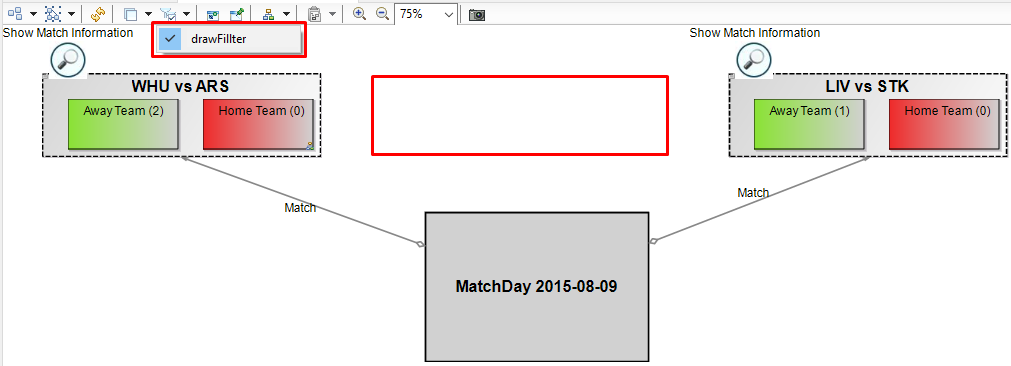 75%
Show Match Information
drawFillter
Show Match Information
WHU vs ARS
Away Team (2)
Home Team (0)
LIV vs STK
Away Team (1)
Home Team (0)
Match
Match
MatchDay 2015-08-09